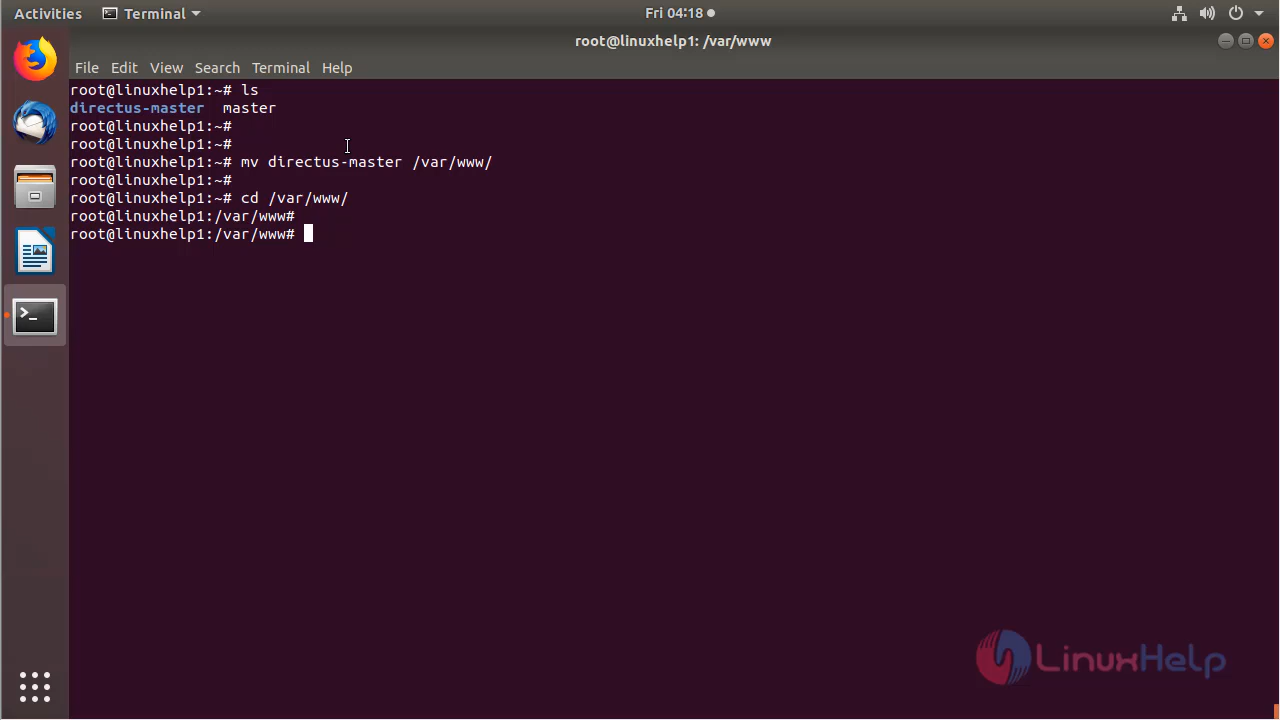 Activities Terminal Fri 04:18
root@linuxhelp1: /var/www
File Edit View Search Terminal Help
root@linuxhelp1:~# ls
directus-master  master
root@linuxhelp1:~#
root@linuxhelp1:~#
root@linuxhelp1:~# mv directus-master /var/www/
root@linuxhelp1:~#
root@linuxhelp1:~# cd /var/www/
root@linuxhelp1:/var/www#
root@linuxhelp1:/var/www#
LinuxHelp